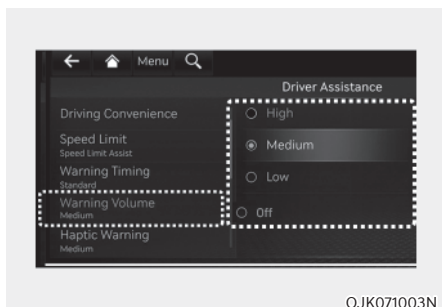 Menu
Driver Assistance
Driving Convenience
Speed Limit
Speed Limit Assist
Warning Timing
Standard
Warning Volume
Medium
Haptic Warning
Medium
High
Medium
Low
Off
OJK071003N